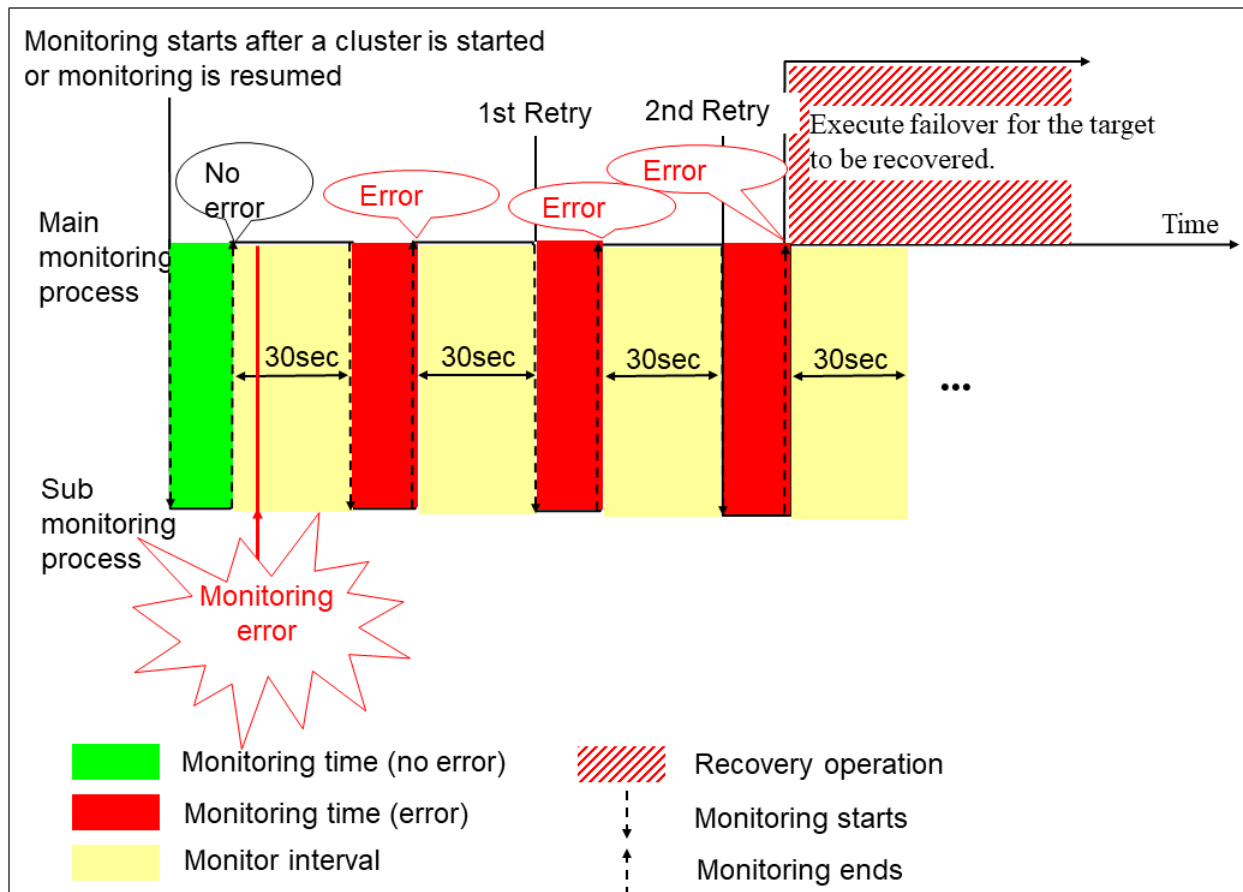 Monitoring starts after a cluster is started
or monitoring is resumed
1st Retry
2nd Retry
Execute failover for the target
to be recovered.
No
error
Error
Error
Error
Time
Main
monitoring
process
30sec
30sec
30sec
30sec
...
Sub
monitoring
process
Monitoring
error
Monitoring time (no error)
Recovery operation
Monitoring time (error)
Monitoring starts
Monitor interval
Monitoring ends